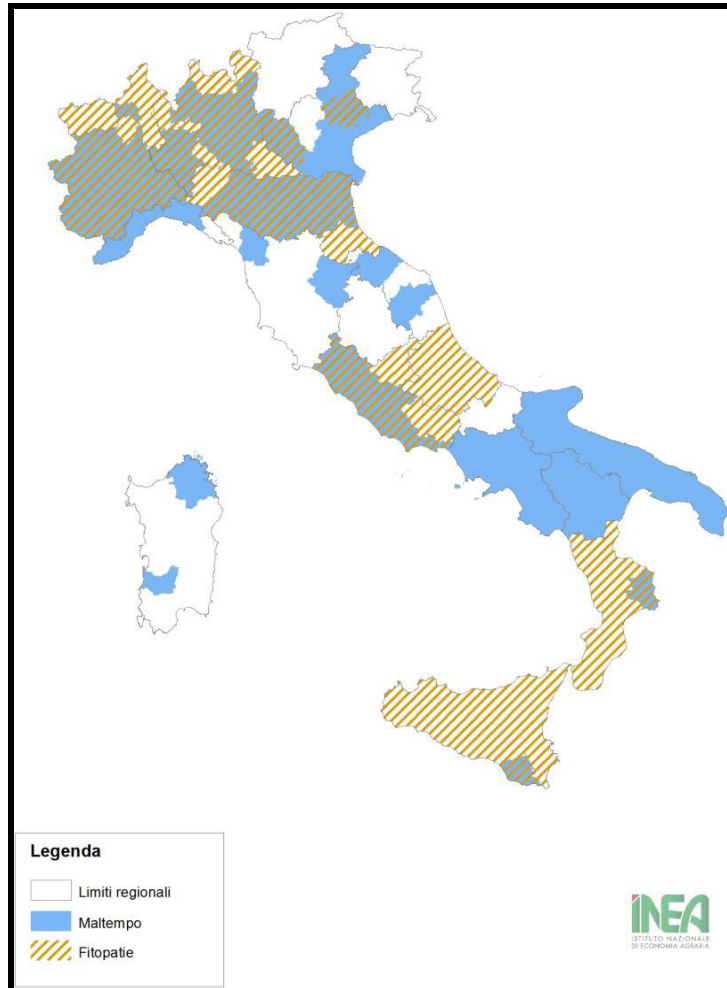 Legenda
Limiti regionali
Maltempo
Fitopatie
INEA
ISTITUTO NAZIONALE
DI ECONOMIA AGRARIA